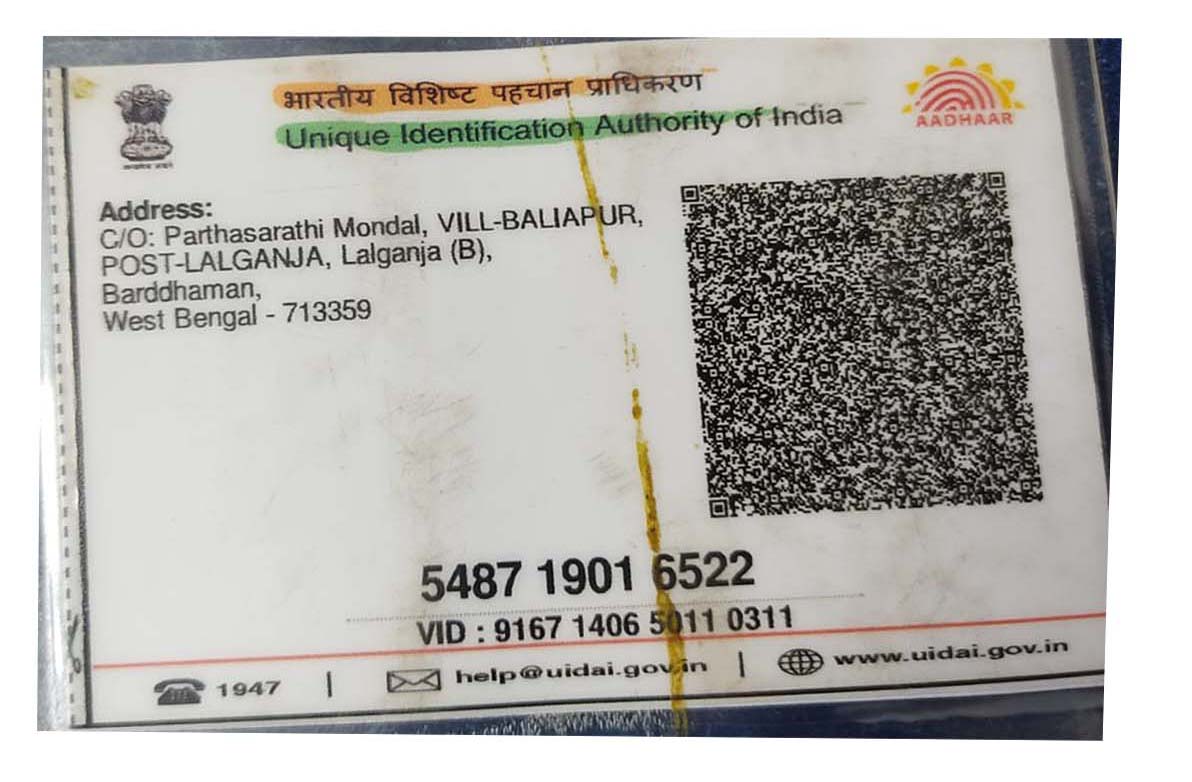 भारतीय विशिष्ट पहचान प्राधिकरण
Unique Identification Authority of India
AADHAAR
Address:
C/O: Parthasarathi Mondal, VILL-BALIAPUR,
POST-LALGANJA, Lalganja (B),
Barddhaman,
West Bengal - 713359
5487 1901 6522
VID : 9167 1406 5011 0311
1947 | help@uidai.gov.in | www.uidai.gov.in